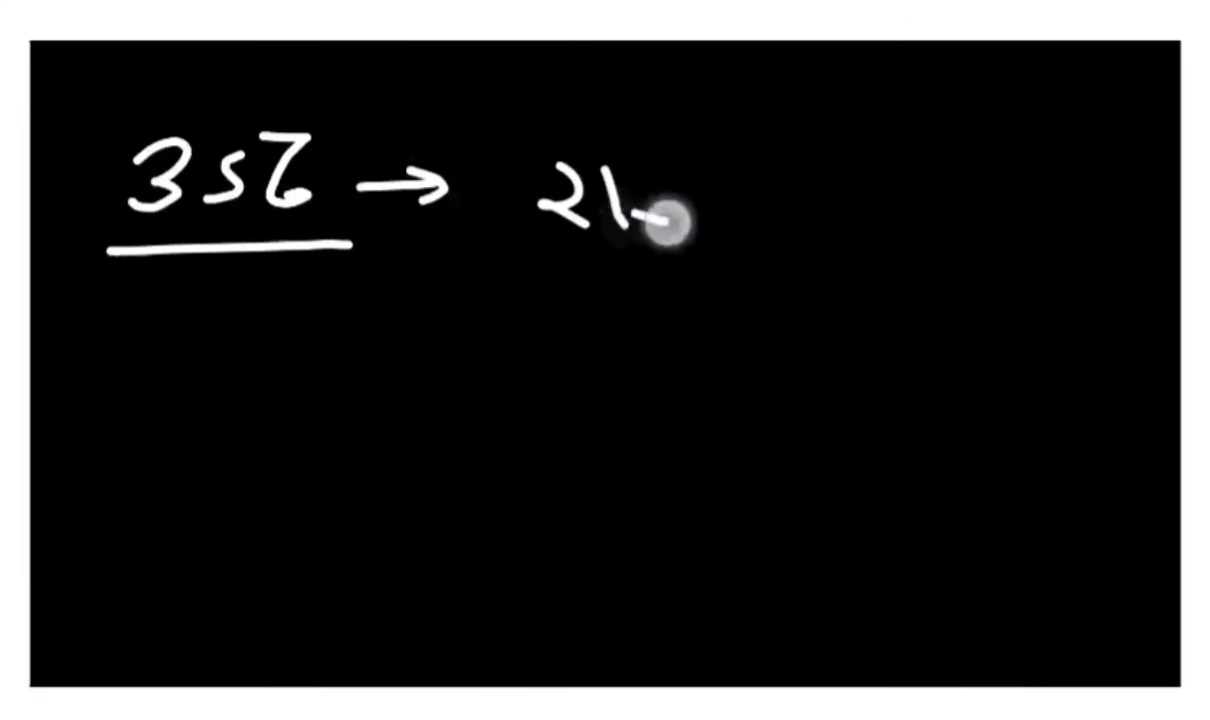 356 → 21-